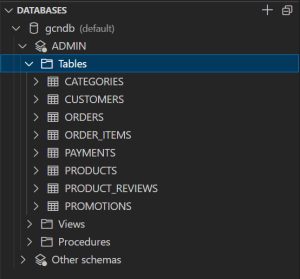 DATABASES
gcndb (default)
ADMIN
Tables
CATEGORIES
CUSTOMERS
ORDERS
ORDER_ITEMS
PAYMENTS
PRODUCTS
PRODUCT_REVIEWS
PROMOTIONS
Views
Procedures
Other schemas